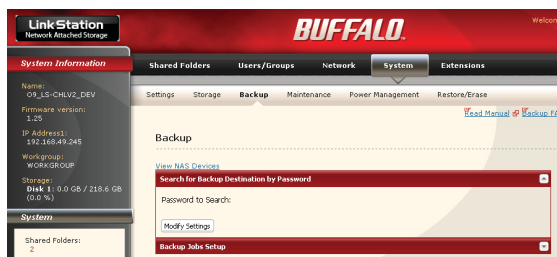 LinkStation
Network Attached Storage
BUFFALO
Welcom
System Information
Shared Folders Users/Groups Network System Extensions
Name:
O9_LS-CHLV2_DEV
Settings Storage Backup Maintenance Power Management Restore/Erase
Firmware version:
1.25
Read Manual Backup FA
IP Address1:
192.168.49.245
Backup
Workgroup:
WORKGROUP
View NAS Devices
Storage:
Disk 1: 0.0 GB / 218.6 GB
(0.0 %)
Search for Backup Destination by Password
Password to Search:
System
Modify Settings
Shared Folders:
2
Backup Jobs Setup